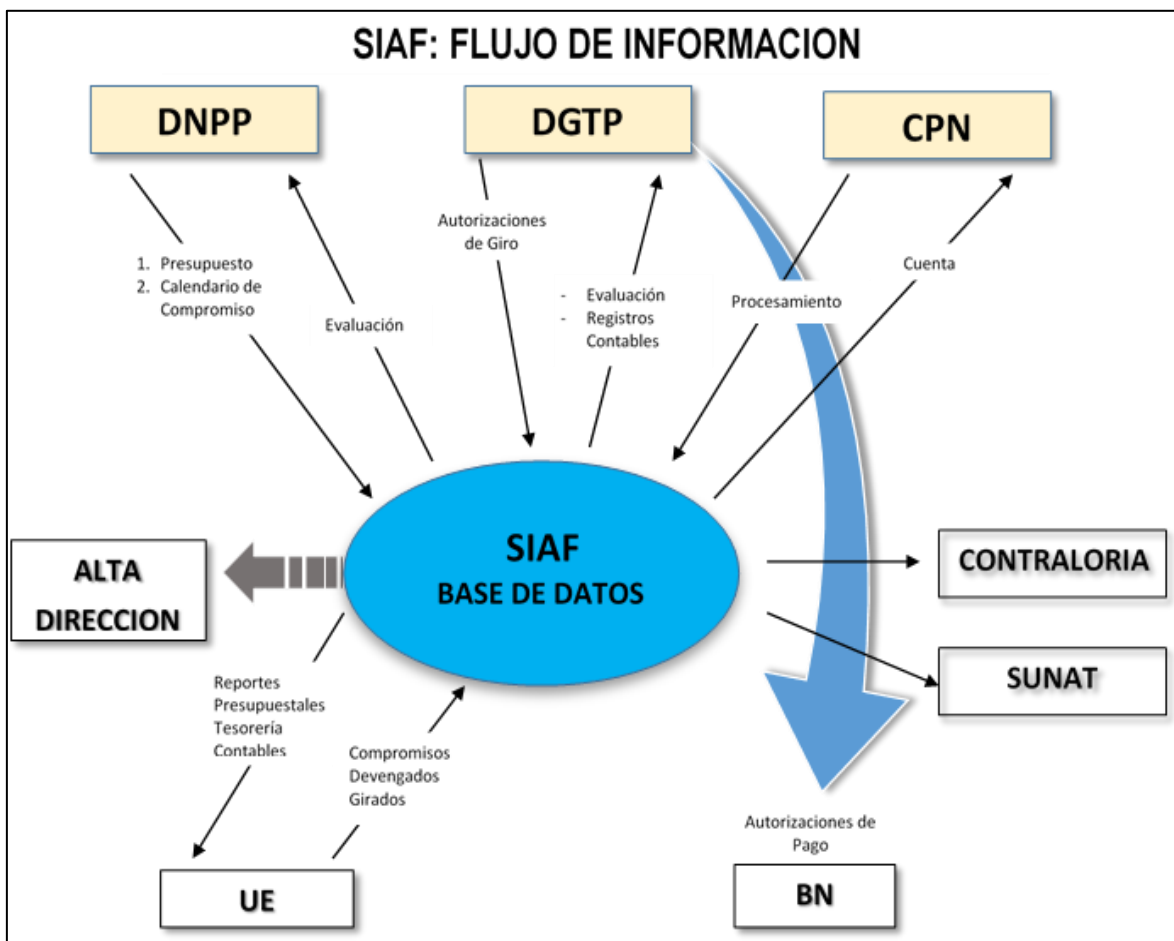 SIAF: FLUJO DE INFORMACION
DNPP
DGTP
CPN
1. Presupuesto
2. Calendario de
Compromiso
Evaluación
Autorizaciones
de Giro
- Evaluación
- Registros
Contables
Procesamiento
Cuenta
SIAF
BASE DE DATOS
ALTA
DIRECCION
CONTRALORIA
SUNAT
Reportes
Presupuestales
Tesorería
Contables
Compromisos
Devengados
Girados
Autorizaciones de
Pago
UE
BN